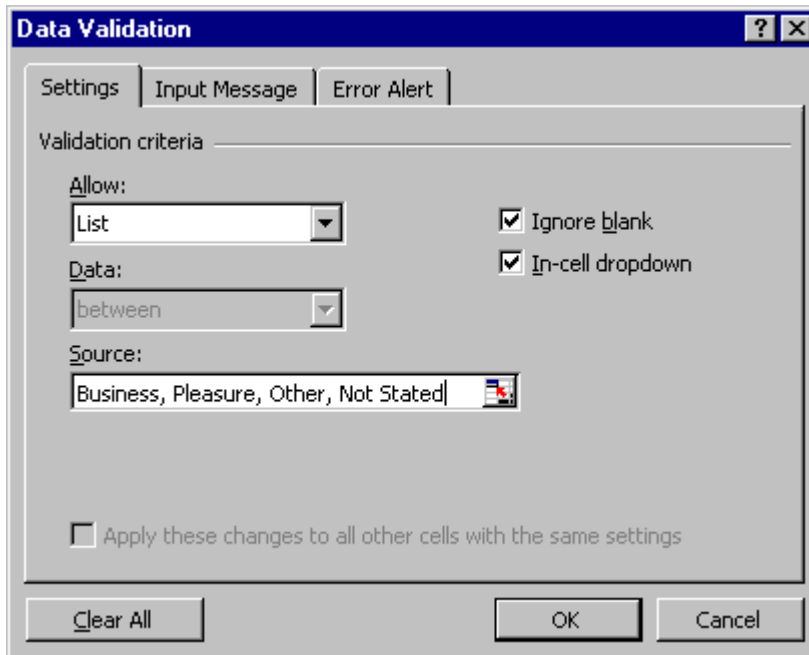 Data Validation
Settings Input Message Error Alert
Validation criteria
Allow:
List
Ignore blank
Data:
In-cell dropdown
between
Source:
Business, Pleasure, Other, Not Stated
Apply these changes to all other cells with the same settings
Clear All OK Cancel